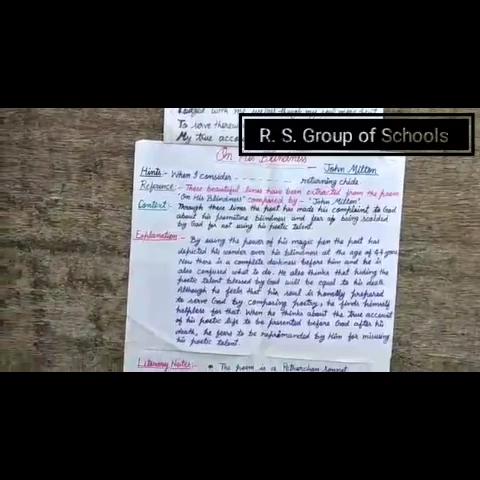 To serve therew
My true acco
R. S. Group of Schools
On His Blindness
- John Milton
Hints:- When I consider - - - - - - - - returning chide
Reference:- These beautiful lines have been extracted from the poem
"On His Blindness" composed by - 'John Milton'
Context:- Through these lines the poet has made his complaint to God
about his premature blindness and fear of being scolded
by God for not using his poetic talent.
Explanation:- By using the power of his magic pen the poet has
depicted his wonder over his blindness at the age of 44 years.
Now there is a complete darkness before him and he is
also confused what to do. He also thinks that hiding the
poetic talent blessed by God will be equal to his death.
Although he feels that his soul is honestly prepared
to serve God by composing poetry, he finds himself
helpless for that. When he thinks about the true account
of his poetic life to be presented before God after his
death, he fears to be reprimanded by Him for misusing
his poetic talent.
Literary Notes:- • The poem is a Petrarchan Sonnet